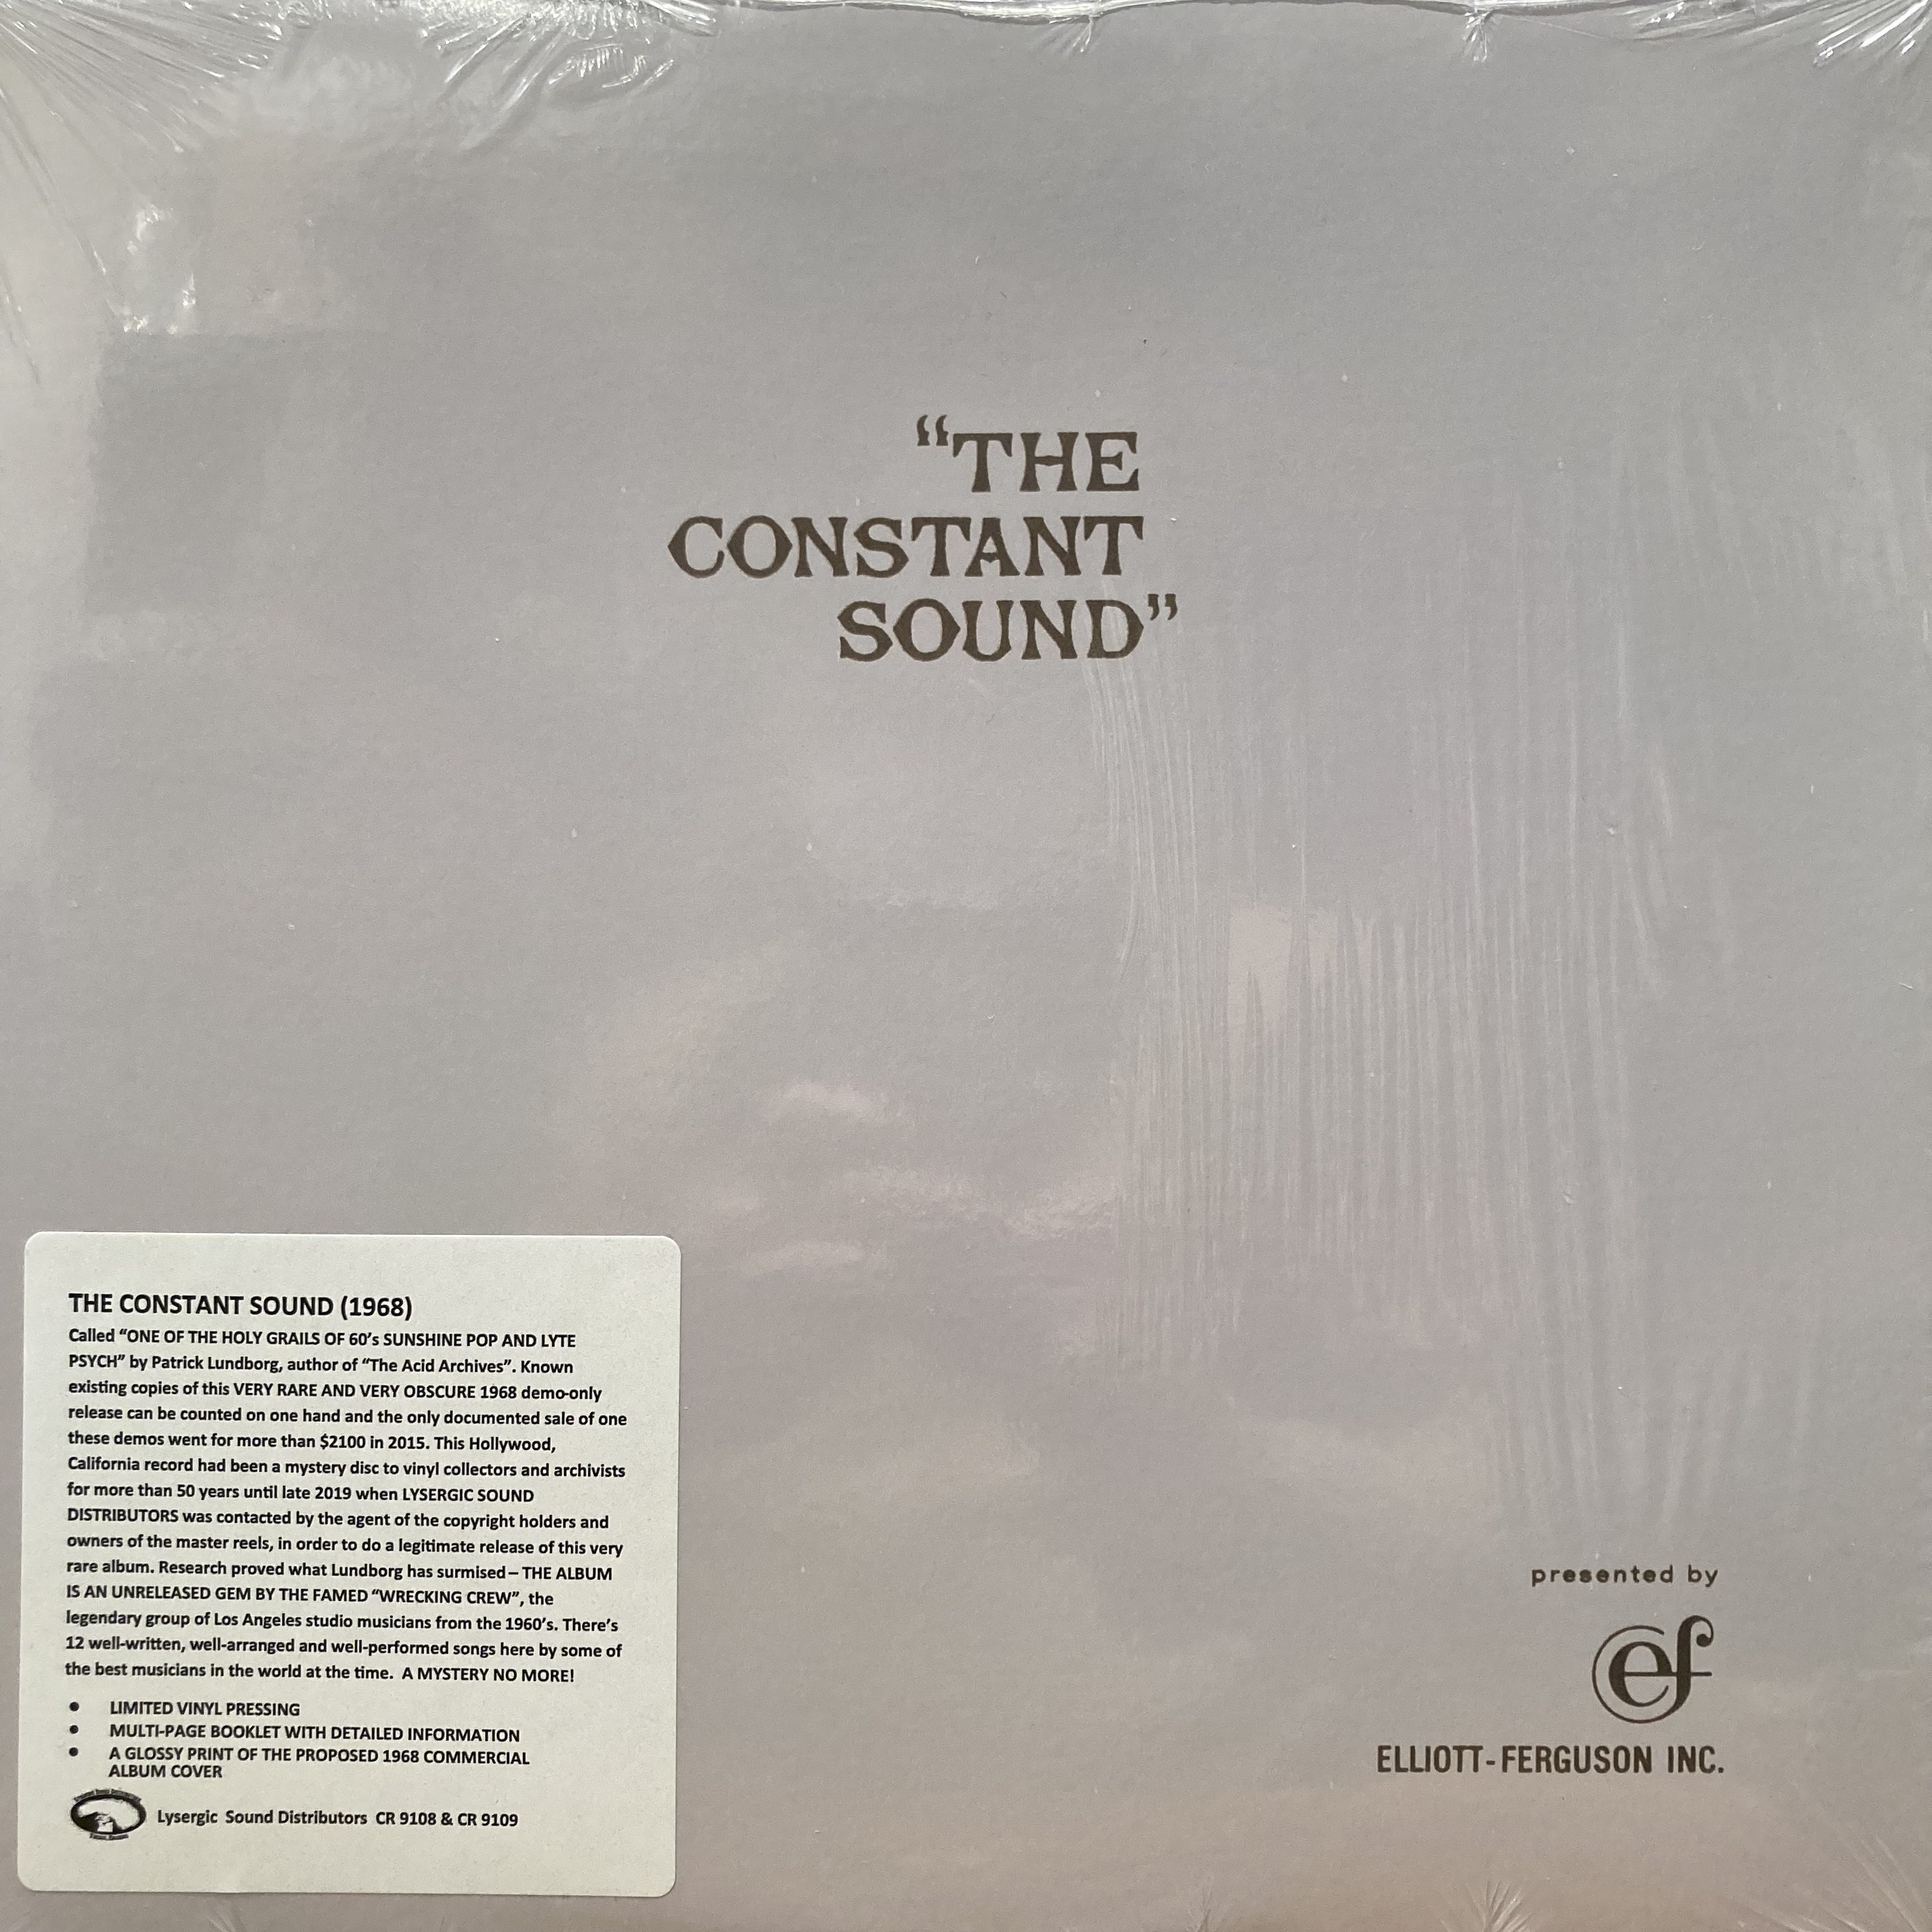 “THE
CONSTANT
SOUND”
THE CONSTANT SOUND (1968)
Called “ONE OF THE HOLY GRAILS OF 60’s SUNSHINE POP AND LYTE
PSYCH” by Patrick Lundborg, author of “The Acid Archives”. Known
existing copies of this VERY RARE AND VERY OBSCURE 1968 demo-only
release can be counted on one hand and the only documented sale of one
these demos went for more than $2100 in 2015. This Hollywood,
California record had been a mystery disc to vinyl collectors and archivists
for more than 50 years until late 2019 when LYSERGIC SOUND
DISTRIBUTORS was contacted by the agent of the copyright holders and
owners of the master reels, in order to do a legitimate release of this very
rare album. Research proved what Lundborg has surmised – THE ALBUM
IS AN UNRELEASED GEM BY THE FAMED “WRECKING CREW”, the
legendary group of Los Angeles studio musicians from the 1960’s. There’s
12 well-written, well-arranged and well-performed songs here by some of
the best musicians in the world at the time. A MYSTERY NO MORE!
• LIMITED VINYL PRESSING
• MULTI-PAGE BOOKLET WITH DETAILED INFORMATION
• A GLOSSY PRINT OF THE PROPOSED 1968 COMMERCIAL
ALBUM COVER
Lysergic Sound Distributors CR 9108 & CR 9109
presented by
ef
ELLIOTT-FERGUSON INC.